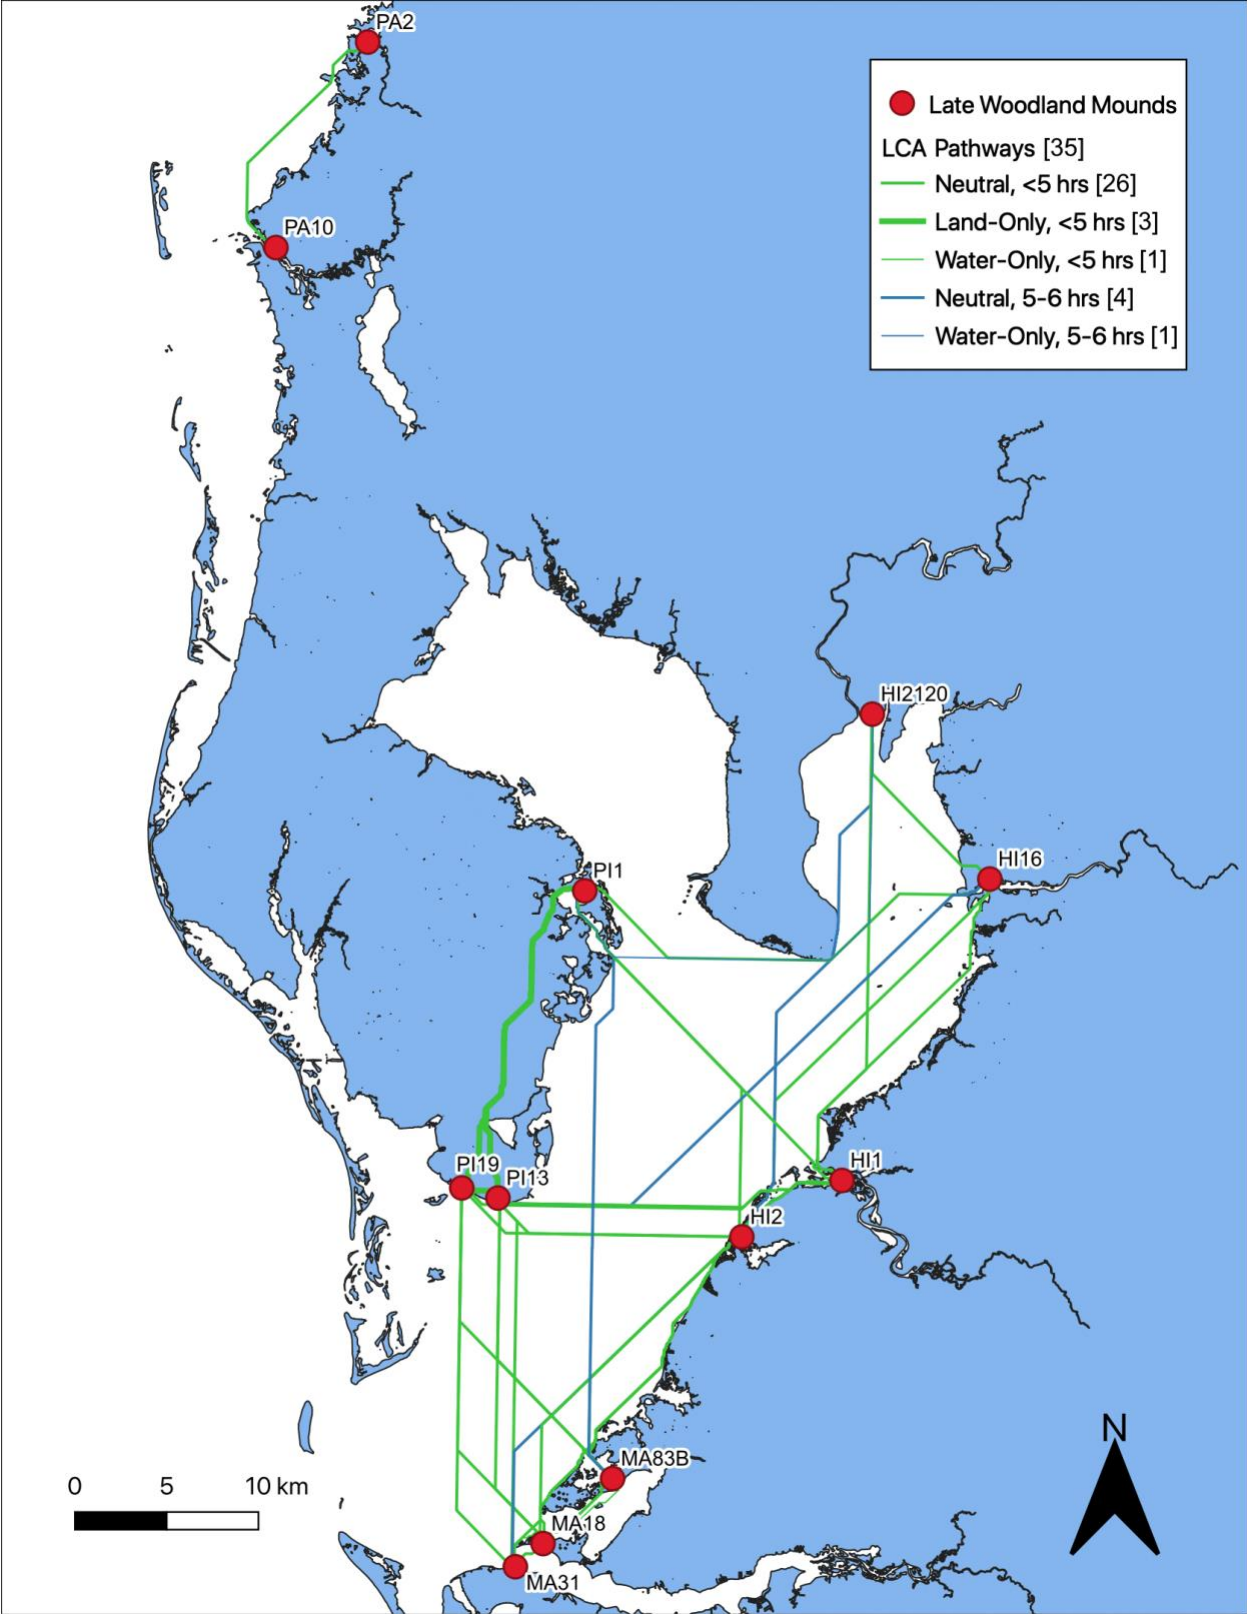 PA2
Late Woodland Mounds
LCA Pathways [35]
Neutral, <5 hrs [26]
Land-Only, <5 hrs [3]
Water-Only, <5 hrs [1]
Neutral, 5-6 hrs [4]
Water-Only, 5-6 hrs [1]
PA10
HI2120
HI16
PI1
PI19
PI13
HI1
HI2
MA83B
MA18
MA31
0 5 10 km
N